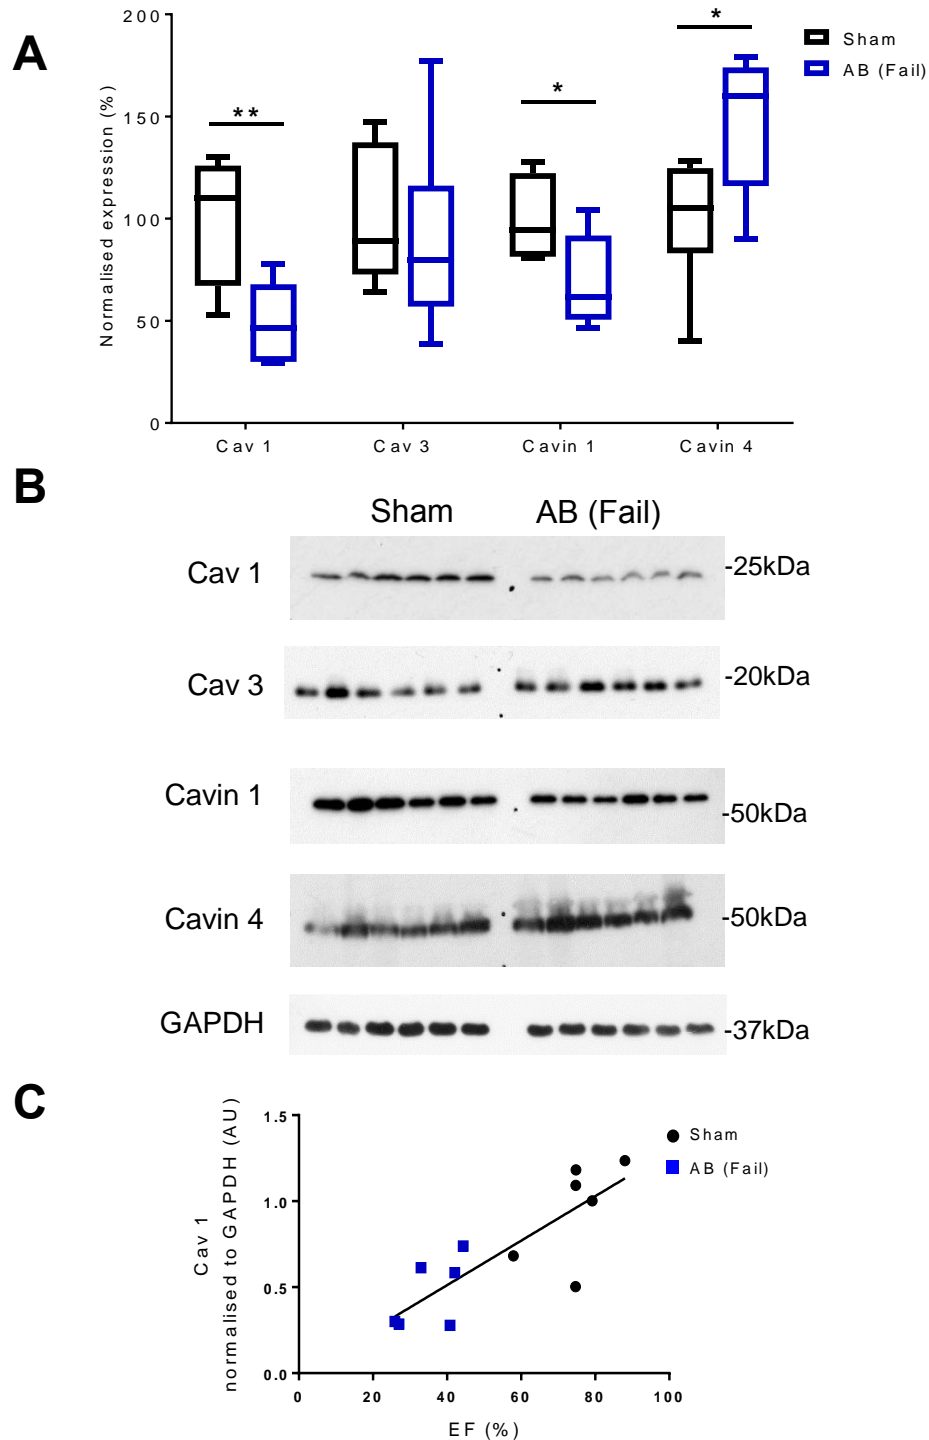 A
Normalised expression (%)
200
150
100
50
0
**
*
*
Sham
AB (Fail)
Cav 1
Cav 3
Cavin 1
Cavin 4
B
Sham
AB (Fail)
Cav 1
-25kDa
Cav 3
-20kDa
Cavin 1
-50kDa
Cavin 4
-50kDa
GAPDH
-37kDa
C
Cav 1
normalised to GAPDH (AU)
1.5
1.0
0.5
0.0
0
20
40
60
80
100
EF (%)
Sham
AB (Fail)